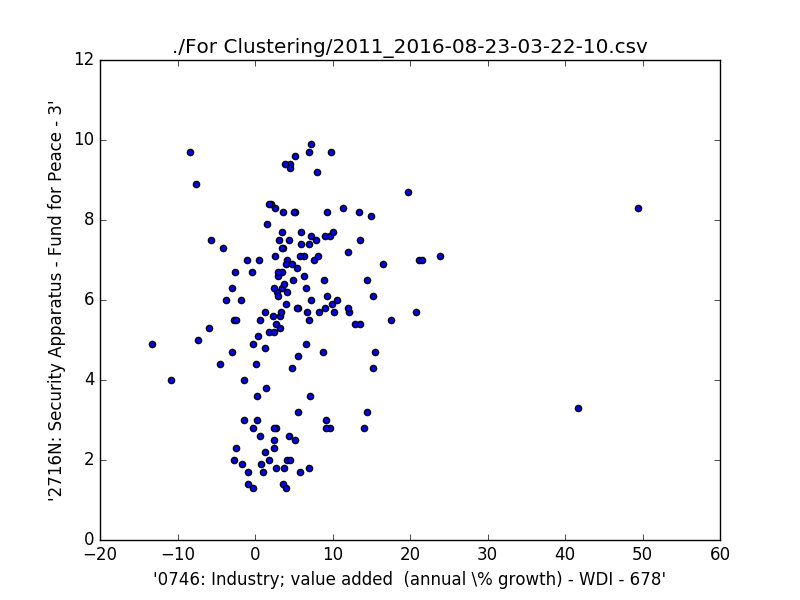 ./For Clustering/2011_2016-08-23-03-22-10.csv
'2716N: Security Apparatus - Fund for Peace - 3'
12
10
8
6
4
2
0
−20 −10 0 10 20 30 40 50 60
'0746: Industry; value added  (annual \% growth) - WDI - 678'